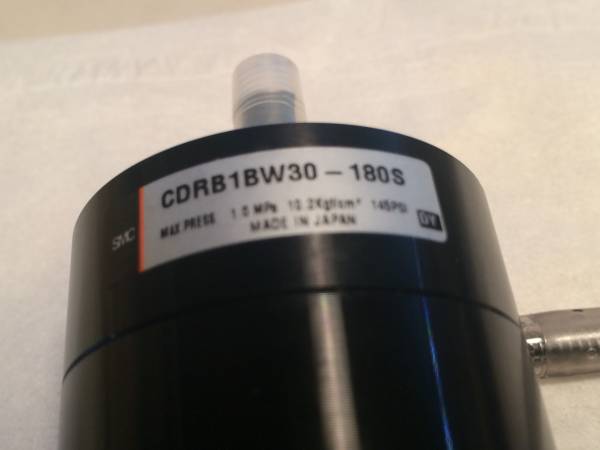 SMC
CDRB1BW30-180S
MAX.PRESS 1.0 MPa 10.2Kgf/cm² 145PSI
MADE IN JAPAN